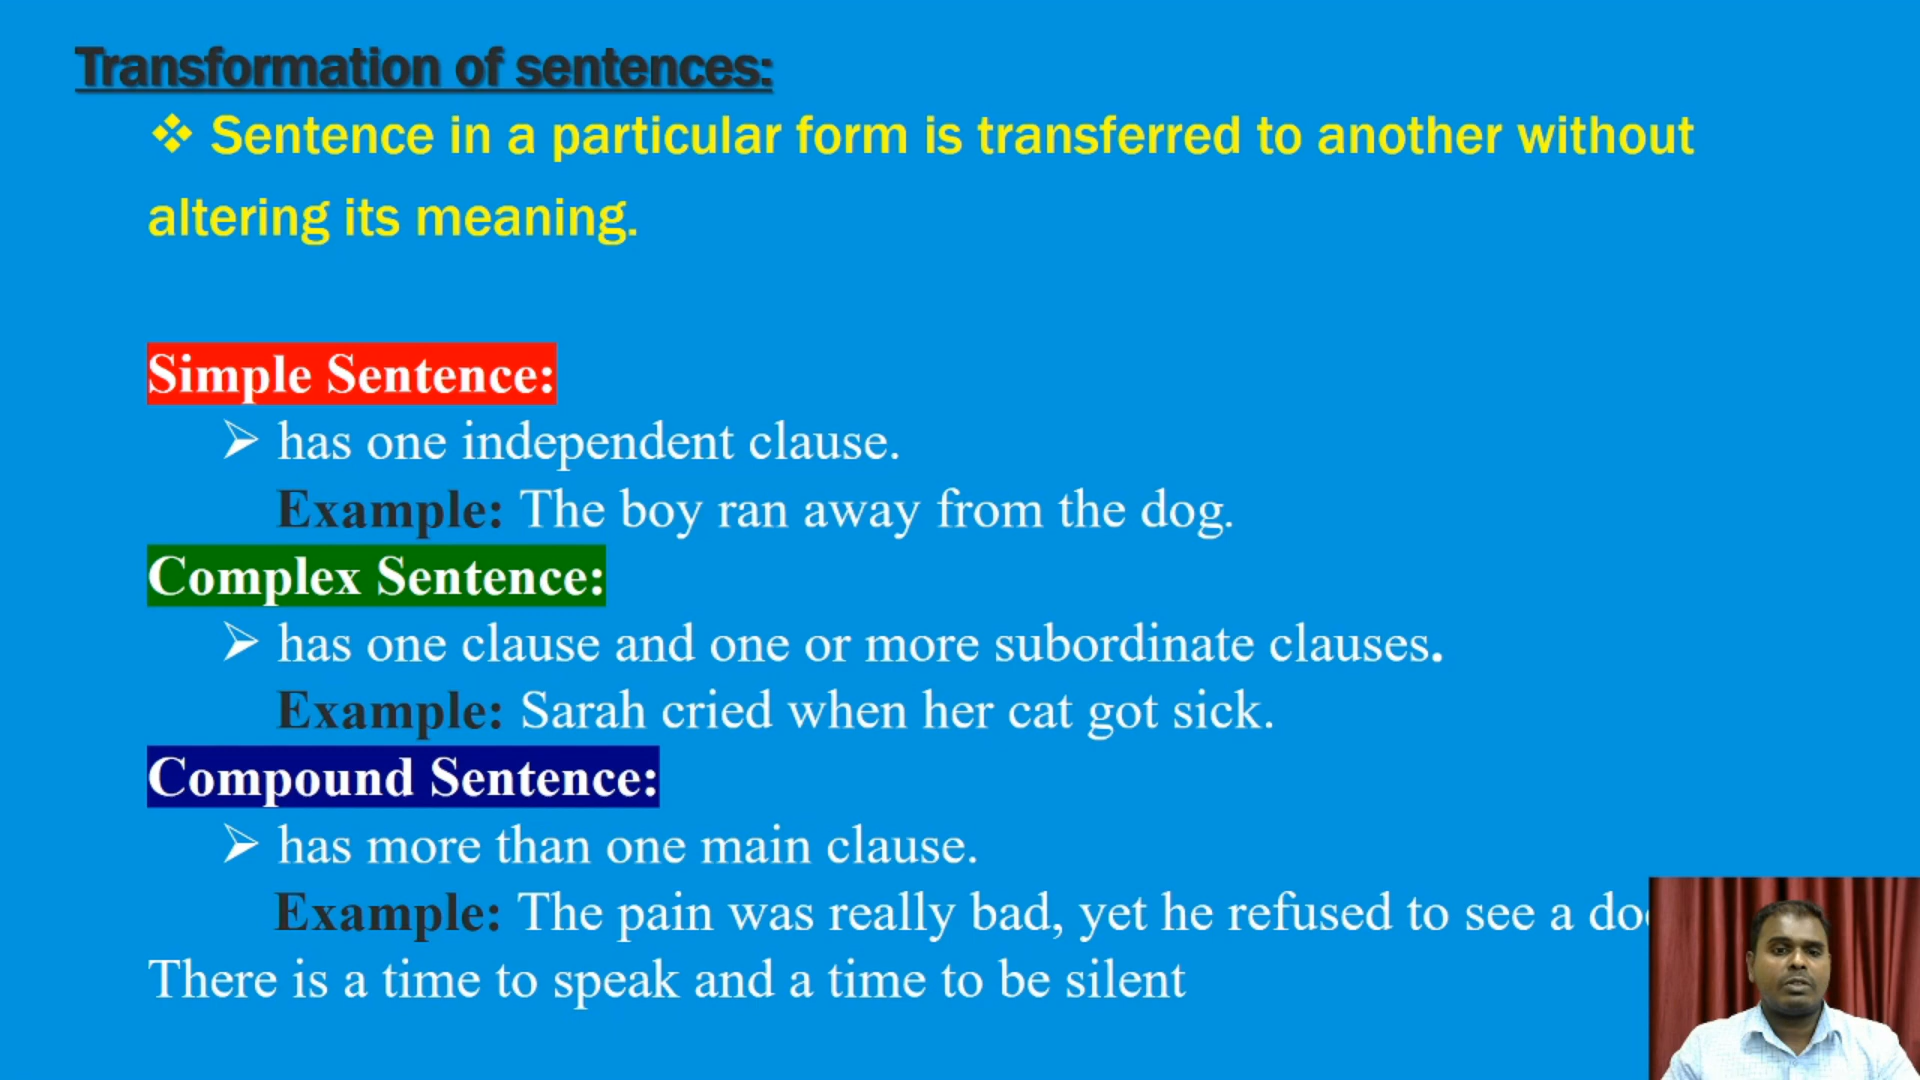 Transformation of sentences:
❖ Sentence in a particular form is transferred to another without
altering its meaning.
Simple Sentence:
➢ has one independent clause.
Example: The boy ran away from the dog.
Complex Sentence:
➢ has one clause and one or more subordinate clauses.
Example: Sarah cried when her cat got sick.
Compound Sentence:
➢ has more than one main clause.
Example: The pain was really bad, yet he refused to see a
There is a time to speak and a time to be silent